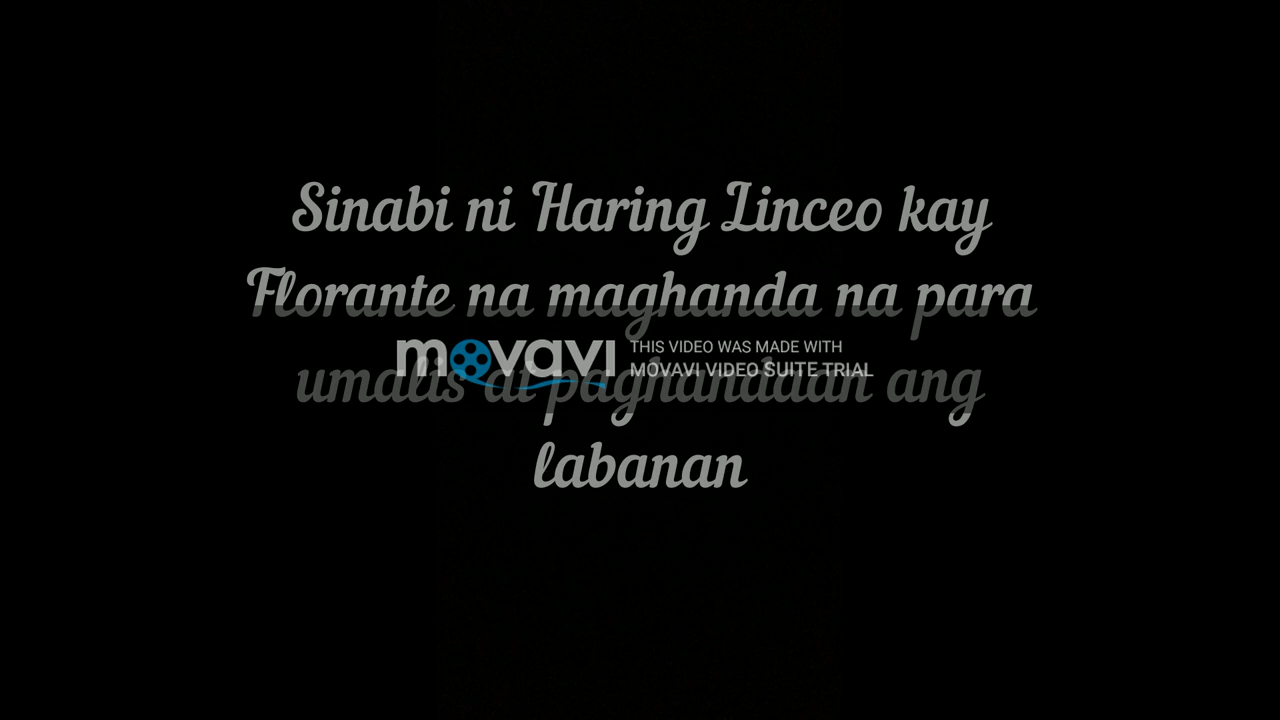 Sinabi ni Haring Linceo kay
Florante na maghanda na para
umalis at paghandaan ang
labanan
movavi
THIS VIDEO WAS MADE WITH
MOVAVI VIDEO SUITE TRIAL